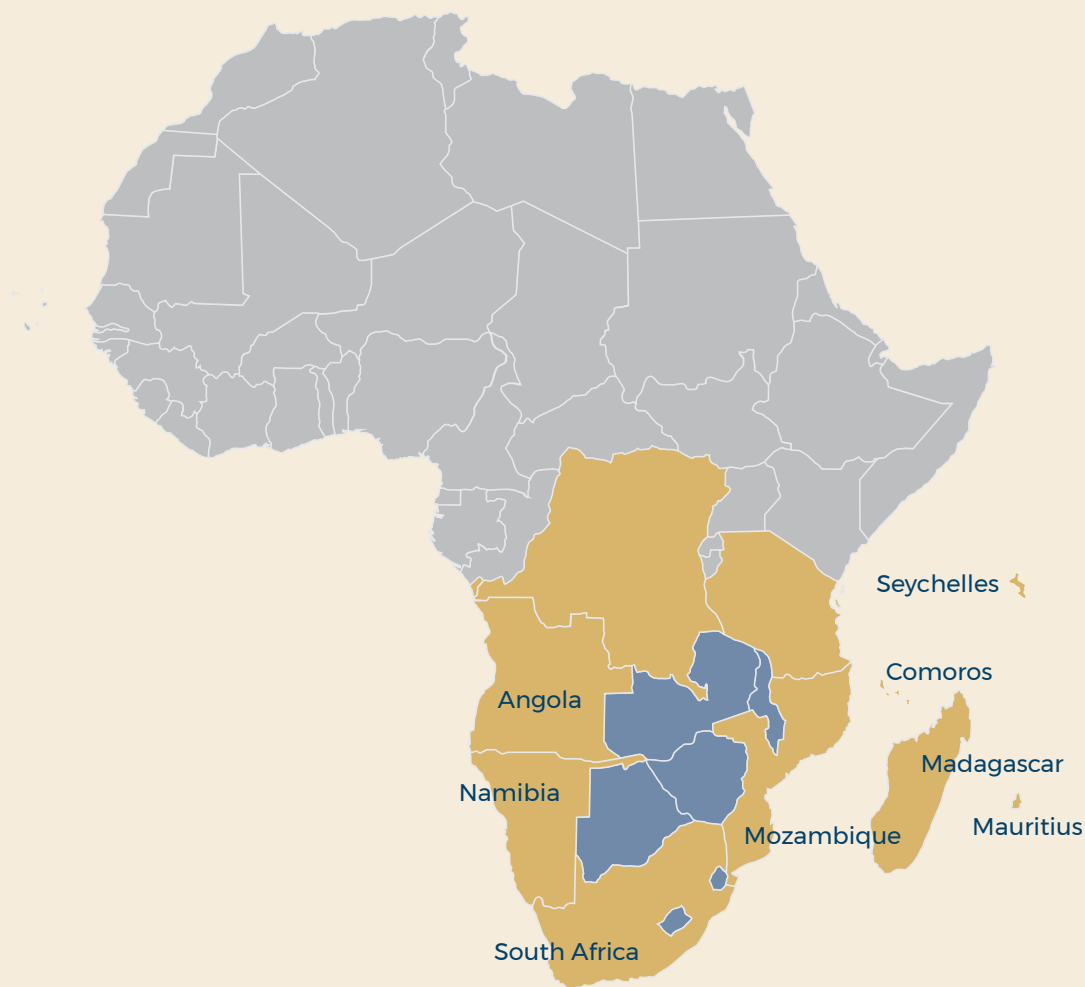 Seychelles
Comoros
Angola
Madagascar
Namibia
Mauritius
Mozambique
South Africa